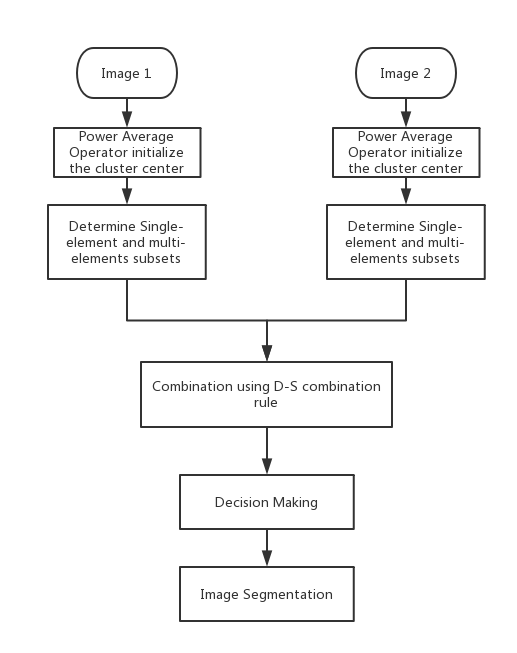 Image 1
Image 2
Power Average
Operator initialize
the cluster center
Power Average
Operator initialize
the cluster center
Determine Single-
element and multi-
elements subsets
Determine Single-
element and multi-
elements subsets
Combination using D-S combination
rule
Decision Making
Image Segmentation